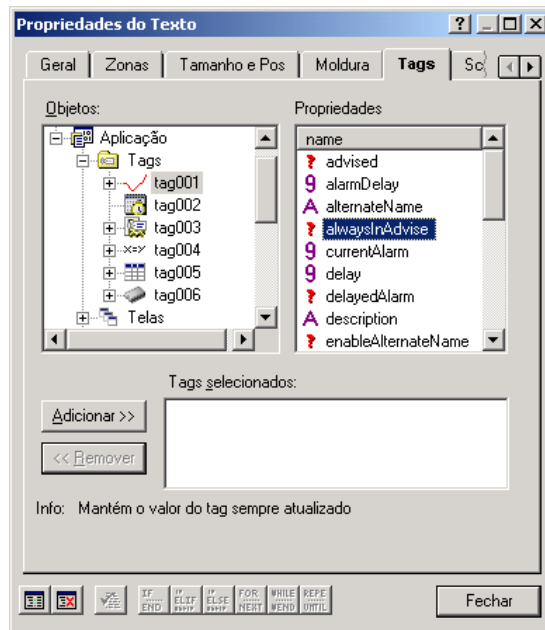 Propriedades do Texto
Geral Zonas Tamanho e Pos Moldura Tags
Objetos: Propriedades
Aplicação
Tags
tag001
tag002
tag003
tag004
tag005
tag006
Telas
name
advised
alarmDelay
alternateName
alwaysInAdvise
currentAlarm
delay
delayedAlarm
description
enableAlternateName
Tags selecionados:
Adicionar >>
<< Remover
Info: Mantém o valor do tag sempre atualizado
IF END IF ELIF ELSE FOR NEXT WHILE WEND REPE UNTIL
Fechar